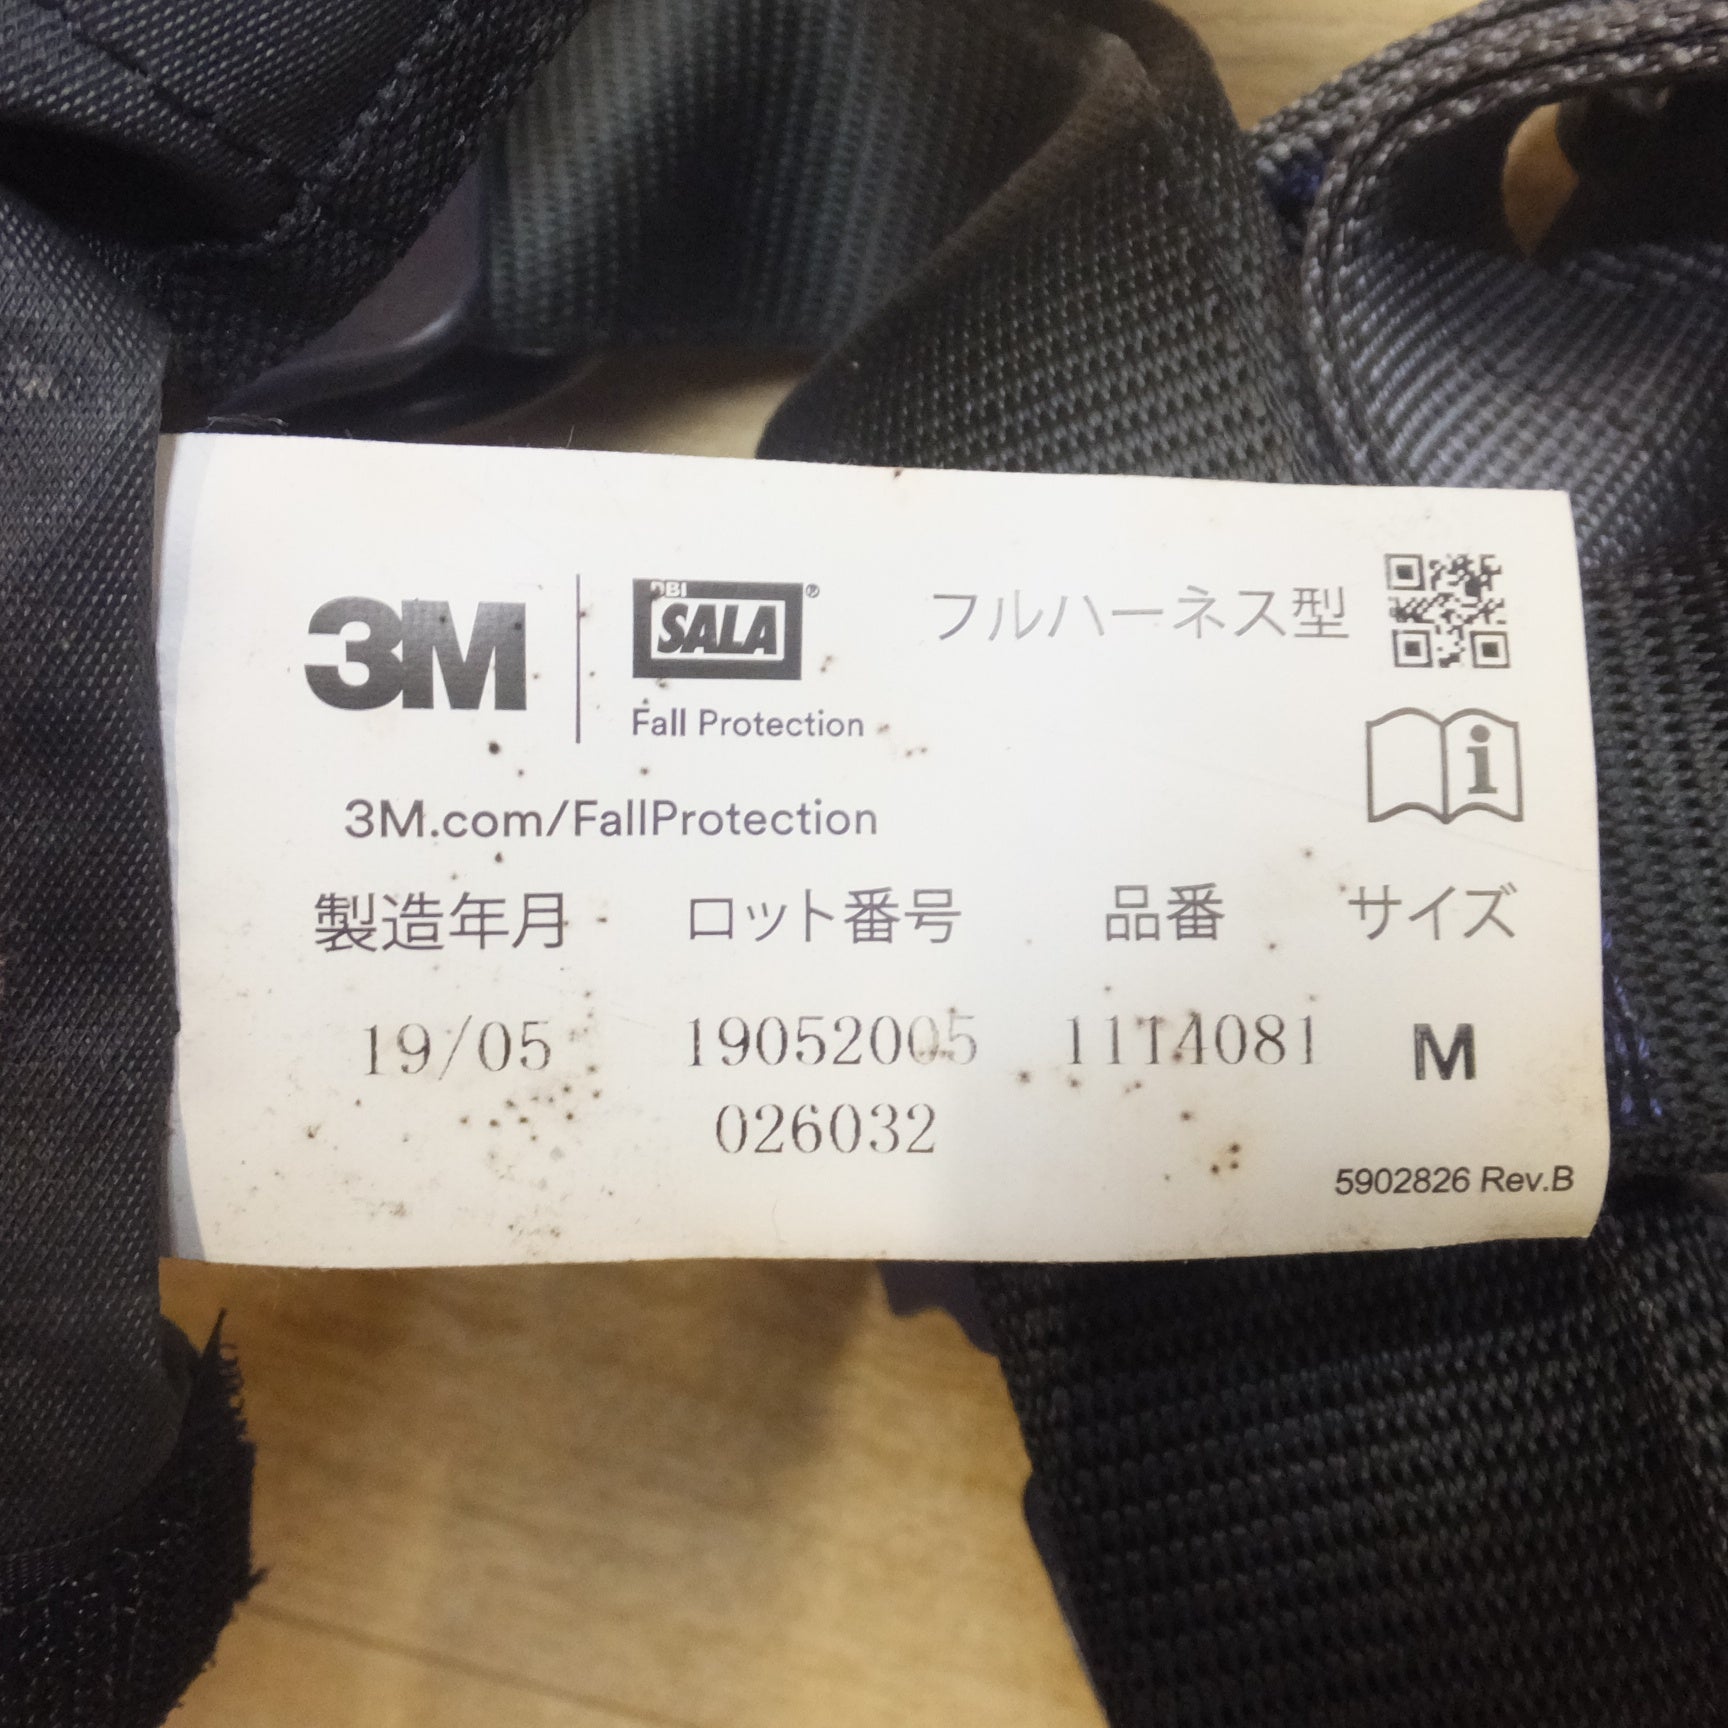 3M
DBI
SALA®
Fall Protection
フルハーネス型
3M.com/FallProtection
製造年月 ロット番号 品番 サイズ
19/05 19052005 1114081 M
026032
5902826 Rev.B